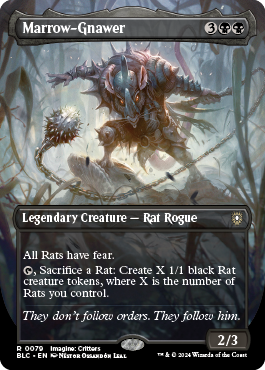 Marrow-Gnawer 3
All Rats have fear.
Legendary Creature — Rat Rogue
, Sacrifice a Rat: Create X 1/1 black Rat
creature tokens, where X is the number of
Rats you control.
They don't follow orders. They follow him.
2/3
R 0079 Imagine: Critters
BLC • EN Néstor Ossandón Leal
™ & © 2024 Wizards of the Coast